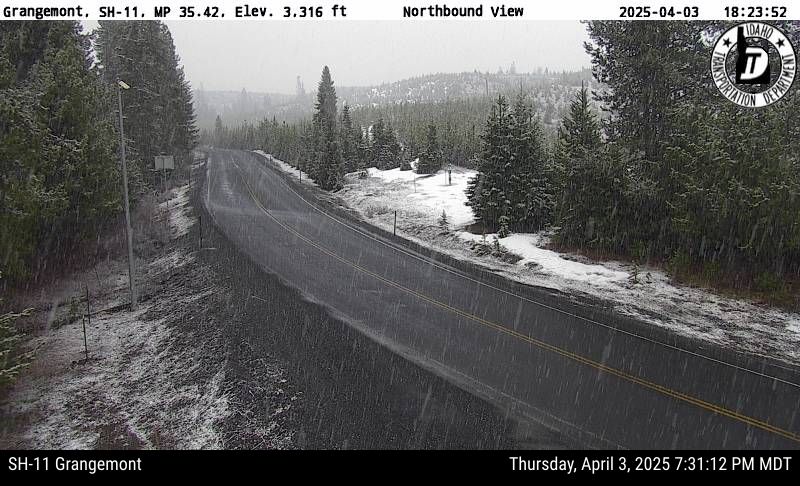 Grangemont, SH-11, MP 35.42, Elev. 3,316 ft Northbound View 2025-04-03 18:23:52
IDAHO
TRANSPORTATION DEPARTMENT
SH-11 Grangemont Thursday, April 3, 2025 7:31:12 PM MDT